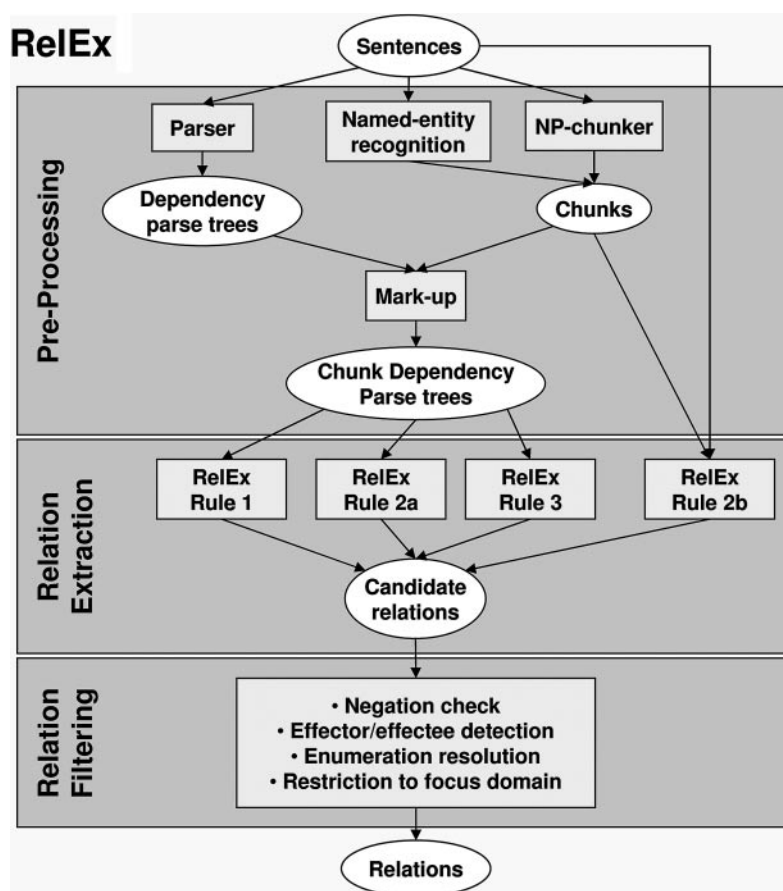 RelEx
Sentences
Pre-Processing
Parser
Named-entity
recognition
NP-chunker
Dependency
parse trees
Chunks
Mark-up
Chunk Dependency
Parse trees
Relation
Extraction
RelEx
Rule 1
RelEx
Rule 2a
RelEx
Rule 3
RelEx
Rule 2b
Candidate
relations
Relation
Filtering
• Negation check
• Effector/effectee detection
• Enumeration resolution
• Restriction to focus domain
Relations